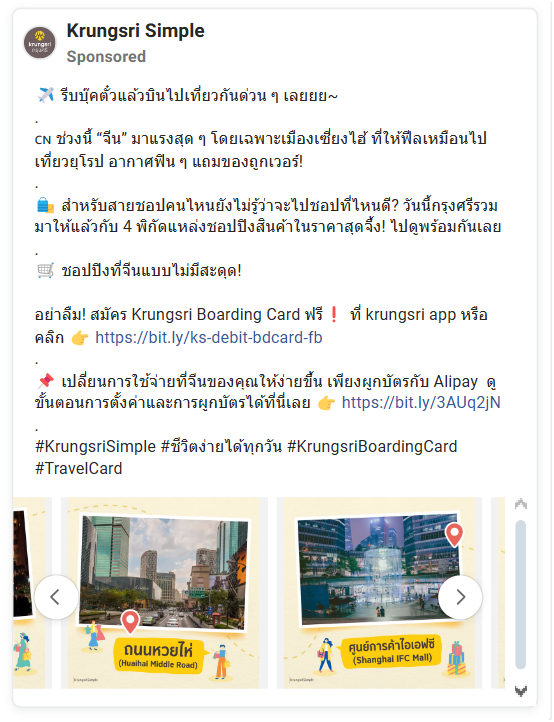 krungsri
กรุงศรี
Krungsri Simple
Sponsored
✈️ รีบบุ๊คตั๋วแล้วบินไปเที่ยวกันด่วน ๆ เลยยย~
.
CN ช่วงนี้ “จีน” มาแรงสุด ๆ โดยเฉพาะเมืองเซี่ยงไฮ้ ที่ให้ฟีลเหมือนไป
เที่ยวยุโรป อากาศฟิน ๆ แถมของถูกเวอร์!
.
🛍️ สำหรับสายชอปคนไหนยังไม่รู้ว่าจะไปชอปที่ไหนดี? วันนี้กรุงศรีรวม
มาให้แล้วกับ 4 พิกัดแหล่งชอปปิงสินค้าในราคาสุดจึ้ง! ไปดูพร้อมกันเลย
.
🛒 ชอปปิงที่จีนแบบไม่มีสะดุด!
อย่าลืม! สมัคร Krungsri Boarding Card ฟรี❗ ที่ krungsri app หรือ
คลิก 👉 https://bit.ly/ks-debit-bdcard-fb
.
📌 เปลี่ยนการใช้จ่ายที่จีนของคุณให้ง่ายขึ้น เพียงผูกบัตรกับ Alipay ดู
ขั้นตอนการตั้งค่าและการผูกบัตรได้ที่นี่เลย 👉 https://bit.ly/3AUq2jN
.
#KrungsriSimple #ชีวิตง่ายได้ทุกวัน #KrungsriBoardingCard
#TravelCard
ถนนหวยไห่
(Huaihai Middle Road)
KrungsriSimple
ศูนย์การค้าไอเอฟซี
(Shanghai IFC Mall)
KrungsriSimple